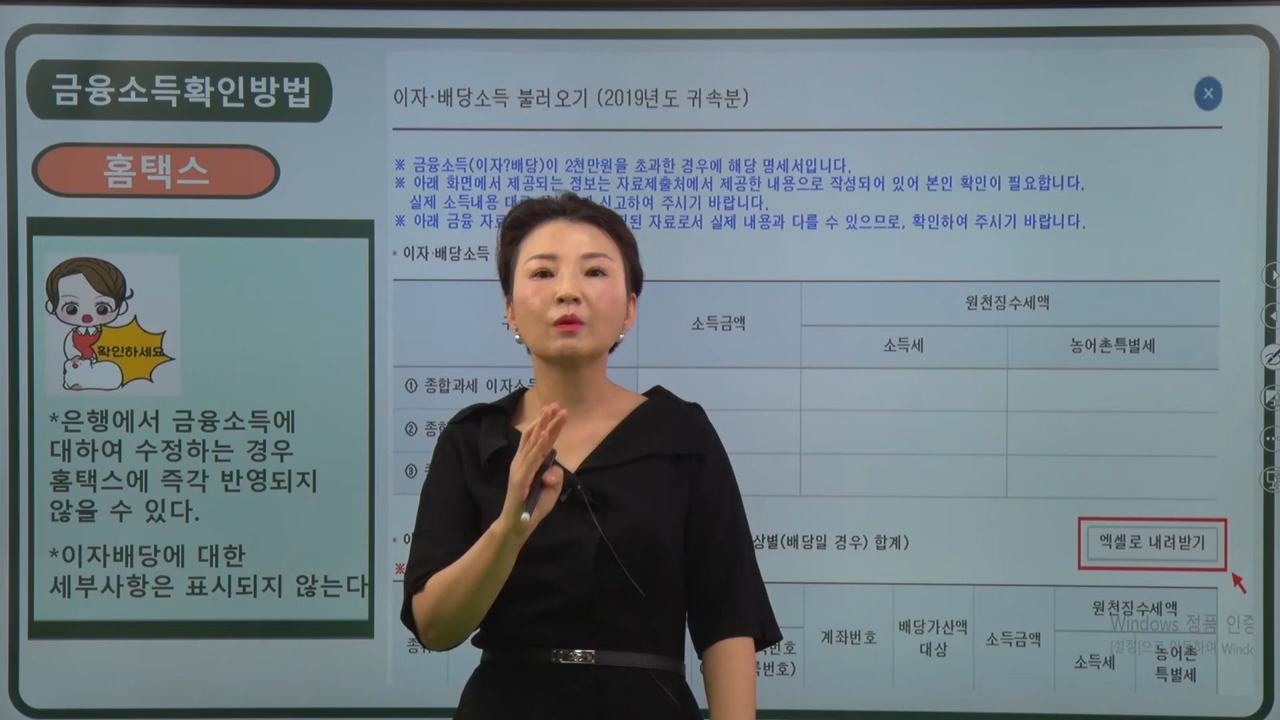 금융소득확인방법
홈택스
확인하세요
*은행에서 금융소득에
대하여 수정하는 경우
홈택스에 즉각 반영되지
않을 수 있다.
*이자배당에 대한
세부사항은 표시되지 않는다
이자·배당소득 불러오기 (2019년도 귀속분)
※ 금융소득(이자?배당)이 2천만원을 초과한 경우에 해당 명세서입니다.
※ 아래 화면에서 제공되는 정보는 자료제출처에서 제공한 내용으로 작성되어 있어 본인 확인이 필요합니다.
실제 소득내용 신고하여 주시기 바랍니다.
※ 아래 금융 자료로서 실제 내용과 다를 수 있으므로, 확인하여 주시기 바랍니다.
이자·배당소득
소득금액
원천징수세액
소득세
농어촌특별세
① 종합과세
②
③
(배당일 경우) 합계)
엑셀로 내려받기
계좌번호
배당가산액
대상
소득금액
원천징수세액
소득세
농어촌
특별세
Windows 정품 인증